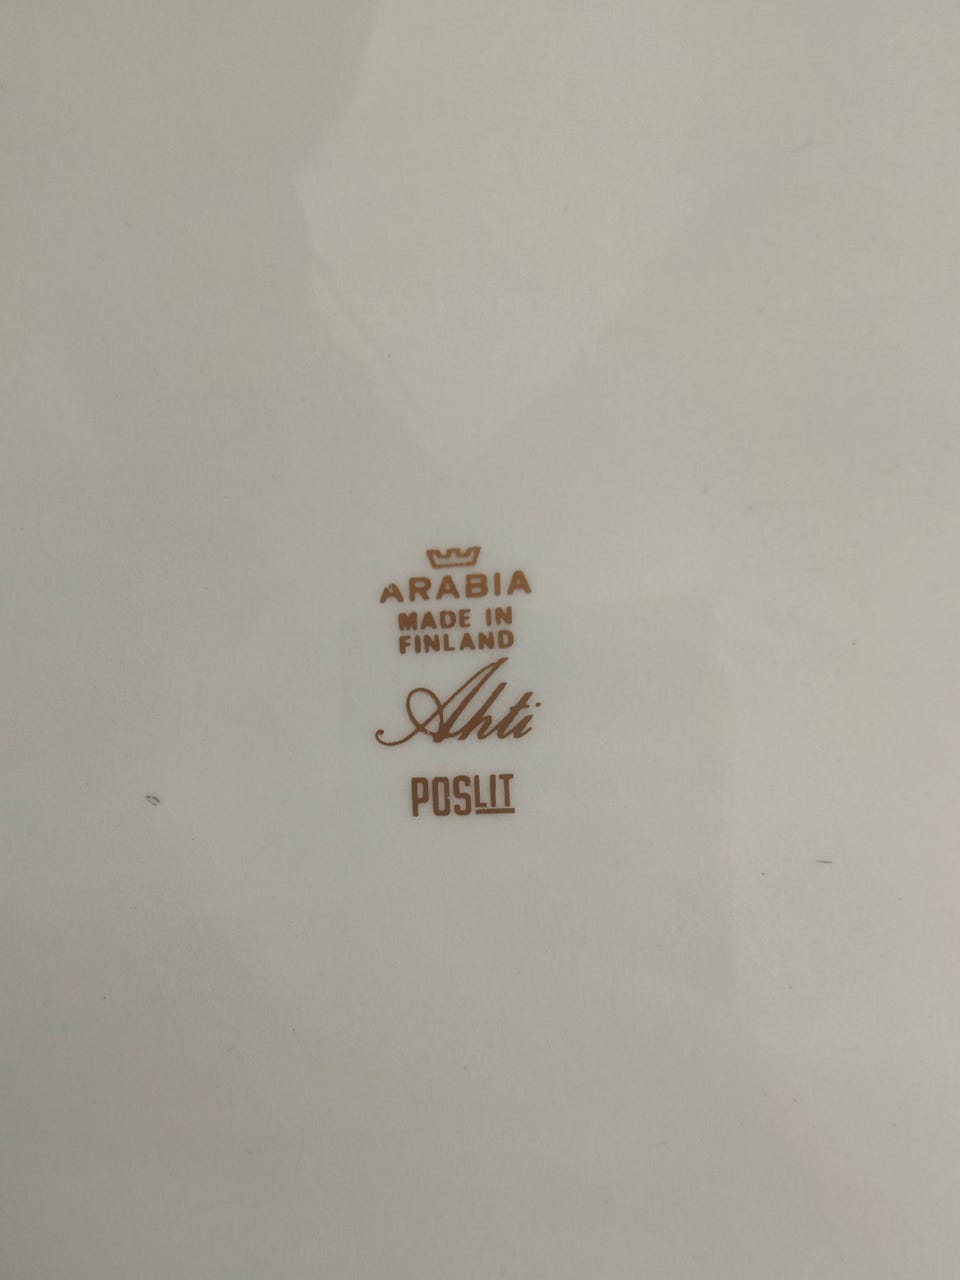 ARABIA
MADE IN
FINLAND
Ahti
POSLIT